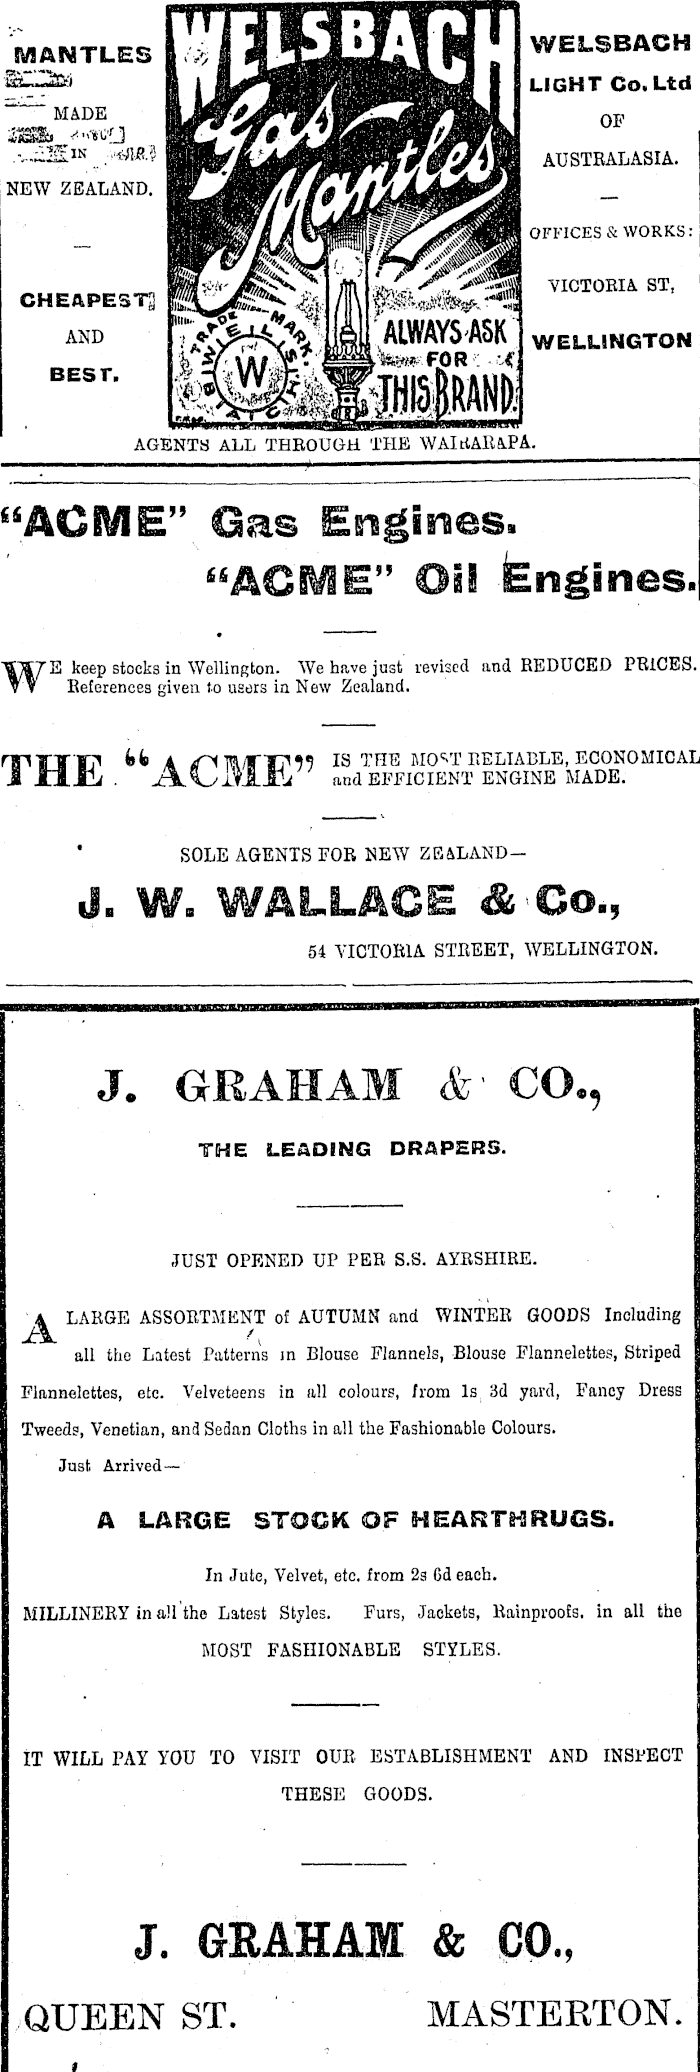 MANTLES
MADE
IN
NEW ZEALAND.
—
CHEAPEST
AND
BEST.
WELSBACH
Gas
Mantles
TRADE MARK.
W
ALWAYS ASK
FOR
THIS BRAND.
WELSBACH
LIGHT Co. Ltd
OF
AUSTRALASIA.
—
OFFICES & WORKS:
VICTORIA ST,
WELLINGTON
AGENTS ALL THROUGH THE WAIRARAPA.
“ACME” Gas Engines.
“ACME” Oil Engines.
WE keep stocks in Wellington. We have just revised and REDUCED PRICES.
References given to users in New Zealand.
THE “ACME” IS THE MOST RELIABLE, ECONOMICAL
and EFFICIENT ENGINE MADE.
SOLE AGENTS FOR NEW ZEALAND—
J. W. WALLACE & Co.,
54 VICTORIA STREET, WELLINGTON.
J. GRAHAM & CO.,
THE LEADING DRAPERS.
JUST OPENED UP PER S.S. AYRSHIRE.
A LARGE ASSORTMENT of AUTUMN and WINTER GOODS Including
all the Latest Patterns in Blouse Flannels, Blouse Flannelettes, Striped
Flannelettes, etc. Velveteens in all colours, from 1s 3d yard, Fancy Dress
Tweeds, Venetian, and Sedan Cloths in all the Fashionable Colours.
Just Arrived—
A LARGE STOCK OF HEARTHRUGS.
In Jute, Velvet, etc. from 2s 6d each.
MILLINERY in all the Latest Styles. Furs, Jackets, Rainproofs. in all the
MOST FASHIONABLE STYLES.
IT WILL PAY YOU TO VISIT OUR ESTABLISHMENT AND INSPECT
THESE GOODS.
J. GRAHAM & CO.,
QUEEN ST. MASTERTON.